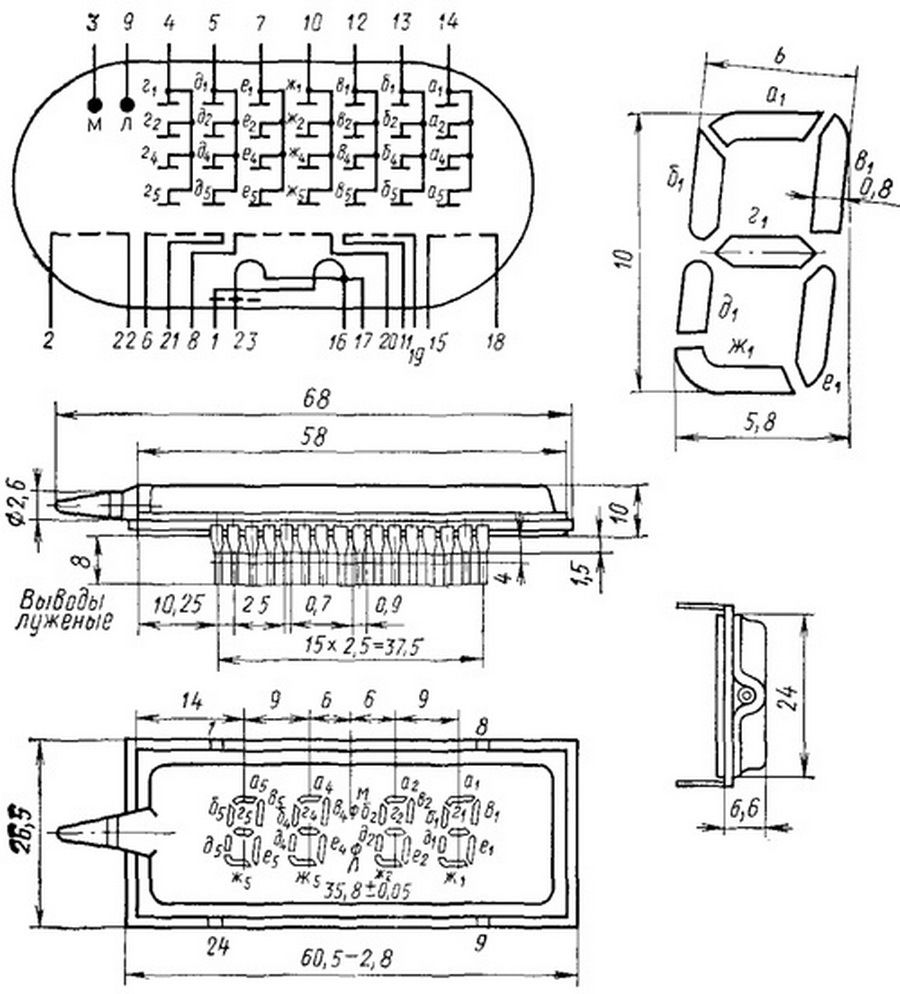 3 9 4 5 7 10 12 13 14
г₁ д₁ е₁ ж₁ в₁ б₁ а₁
М Л г₂ д₂ е₂ ж₂ в₂ б₂ а₂
г₄ д₄ е₄ ж₄ в₄ б₄ а₄
г₅ д₅ е₅ ж₅ в₅ б₅ а₅
2 22 6 21 8 1 23 16 17 20 11 19 15 18
6
а₁
б₁ в₁
0,8
г₁
10
д₁
ж₁
е₁
5,8
68
58
ϕ2,6
10
8
4
1,5
Выводы
луженые
10,25 25 0,7 0,9
15×2,5=37,5
24
6,6
14 9 6 6 9
1 8
а₅ а₄ М а₂ а₁
б₅ г₅ в₅ б₄ г₄ в₄ ϕ б₂ г₂ в₂ б₁ г₁ в₁
д₅ е₅ д₄ е₄ ϕ д₂ е₂ д₁ е₁
ж₅ ж₅ Л ж₂ ж₁
35,8±0,05
26,5
24 9
60,5–2,8